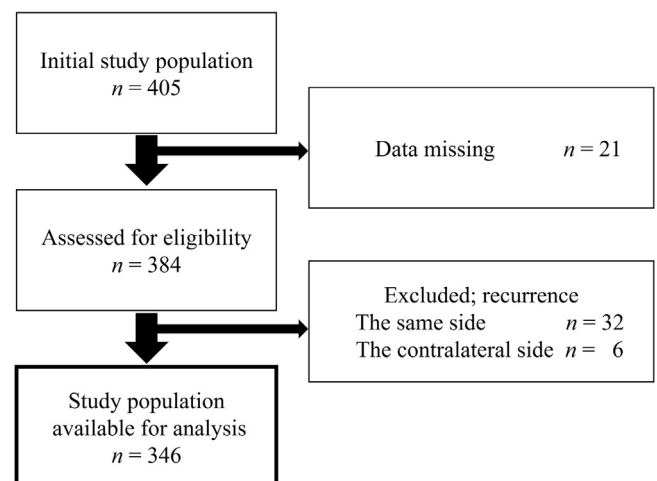 Initial study population
n = 405
Data missing n = 21
Assessed for eligibility
n = 384
Excluded; recurrence
The same side n = 32
The contralateral side n = 6
Study population
available for analysis
n = 346